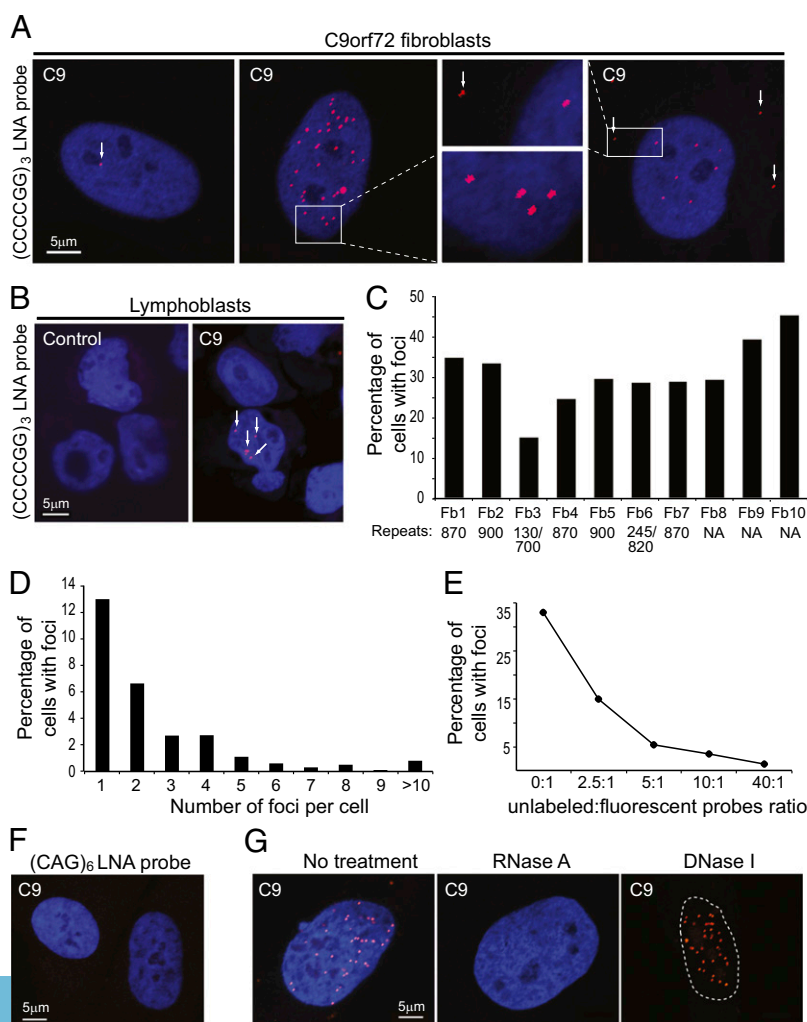 A
C9orf72 fibroblasts
(CCCCGG)3 LNA probe
C9
C9
C9
5μm
B
Lymphoblasts
(CCCCGG)3 LNA probe
Control
C9
5μm
C
Percentage of
cells with foci
50
40
30
20
10
0
Fb1 Fb2 Fb3 Fb4 Fb5 Fb6 Fb7 Fb8 Fb9 Fb10
Repeats: 870 900 130/ 870 900 245/ 870 NA NA NA
700 820
D
Percentage of
cells with foci
14
12
10
8
6
4
2
0
1 2 3 4 5 6 7 8 9 >10
Number of foci per cell
E
Percentage of
cells with foci
35
25
15
5
0:1 2.5:1 5:1 10:1 40:1
unlabeled:fluorescent probes ratio
F
(CAG)6 LNA probe
C9
5μm
G
No treatment RNase A DNase I
C9 C9 C9
5μm